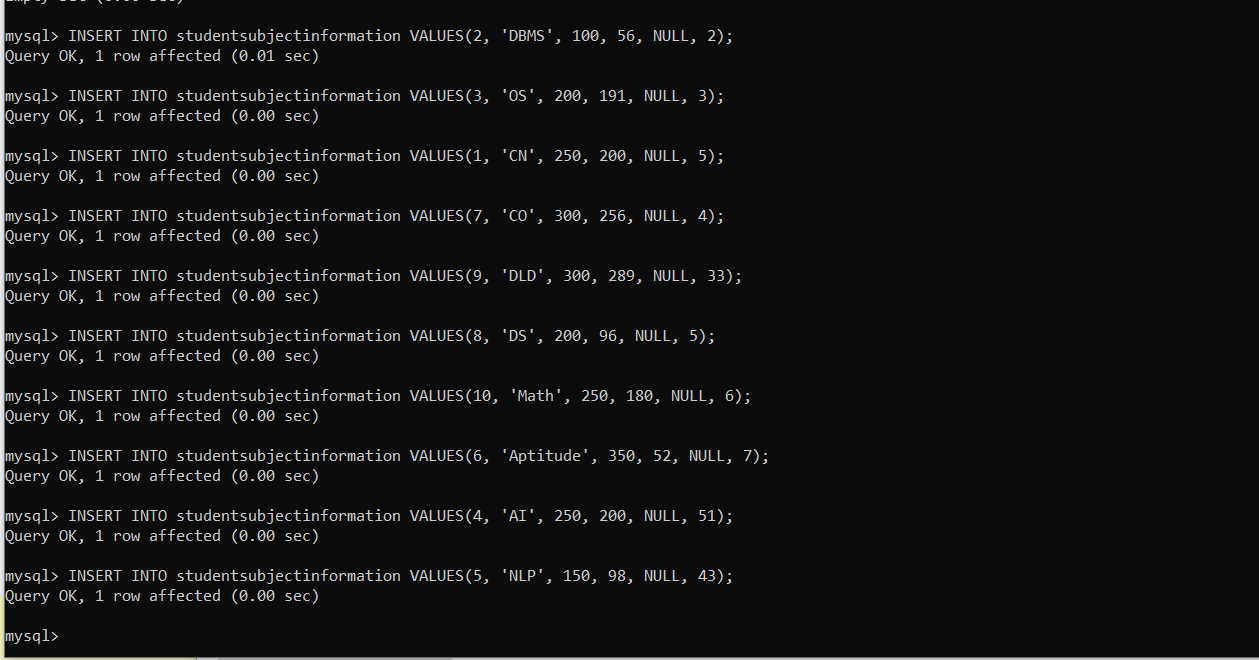 mysql> INSERT INTO studentsubjectinformation VALUES(2, 'DBMS', 100, 56, NULL, 2);
Query OK, 1 row affected (0.01 sec)
mysql> INSERT INTO studentsubjectinformation VALUES(3, 'OS', 200, 191, NULL, 3);
Query OK, 1 row affected (0.00 sec)
mysql> INSERT INTO studentsubjectinformation VALUES(1, 'CN', 250, 200, NULL, 5);
Query OK, 1 row affected (0.00 sec)
mysql> INSERT INTO studentsubjectinformation VALUES(7, 'CO', 300, 256, NULL, 4);
Query OK, 1 row affected (0.00 sec)
mysql> INSERT INTO studentsubjectinformation VALUES(9, 'DLD', 300, 289, NULL, 33);
Query OK, 1 row affected (0.00 sec)
mysql> INSERT INTO studentsubjectinformation VALUES(8, 'DS', 200, 96, NULL, 5);
Query OK, 1 row affected (0.00 sec)
mysql> INSERT INTO studentsubjectinformation VALUES(10, 'Math', 250, 180, NULL, 6);
Query OK, 1 row affected (0.00 sec)
mysql> INSERT INTO studentsubjectinformation VALUES(6, 'Aptitude', 350, 52, NULL, 7);
Query OK, 1 row affected (0.00 sec)
mysql> INSERT INTO studentsubjectinformation VALUES(4, 'AI', 250, 200, NULL, 51);
Query OK, 1 row affected (0.00 sec)
mysql> INSERT INTO studentsubjectinformation VALUES(5, 'NLP', 150, 98, NULL, 43);
Query OK, 1 row affected (0.00 sec)
mysql>